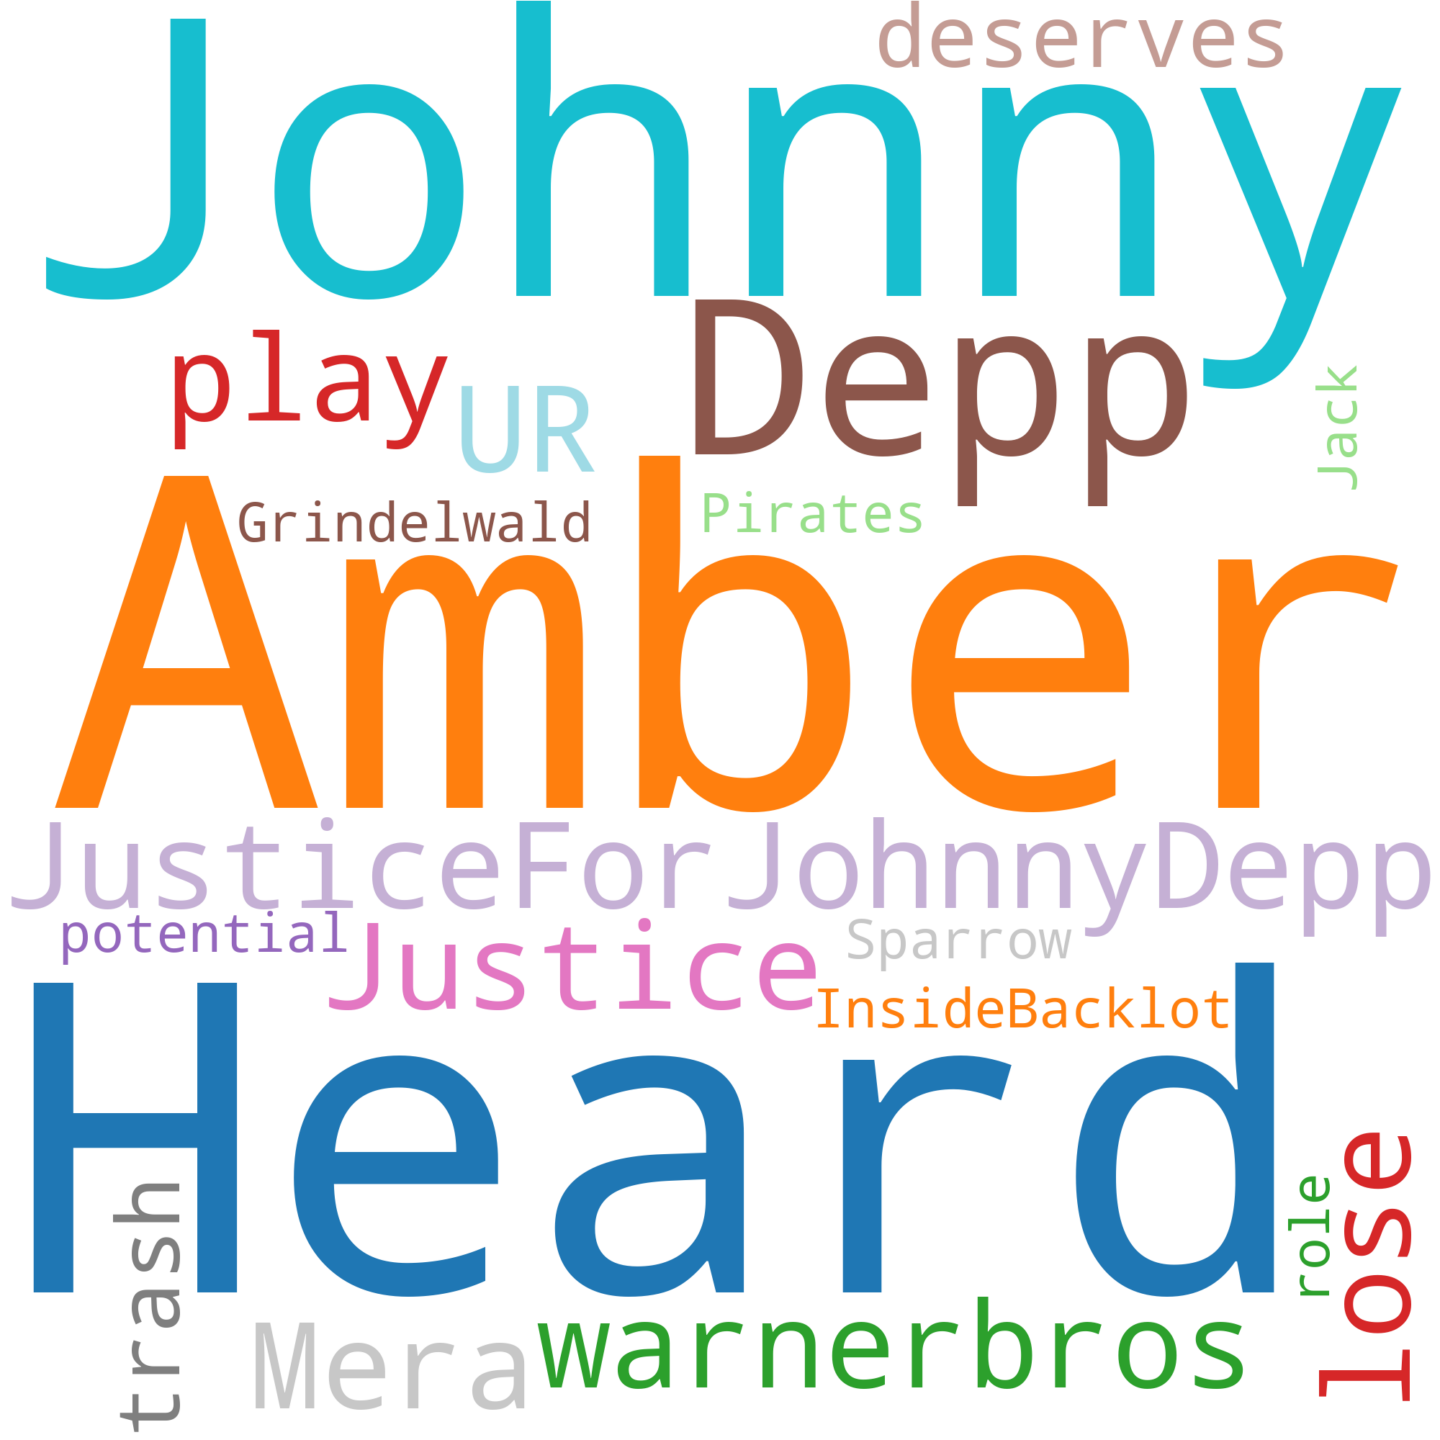 deserves
Johnny
play
UR
Depp
Jack
Grindelwald
Pirates
Amber
JusticeForJohnnyDepp
potential
Justice
Sparrow
InsideBacklot
Heard
trash
role
lose
Mera
warnerbros